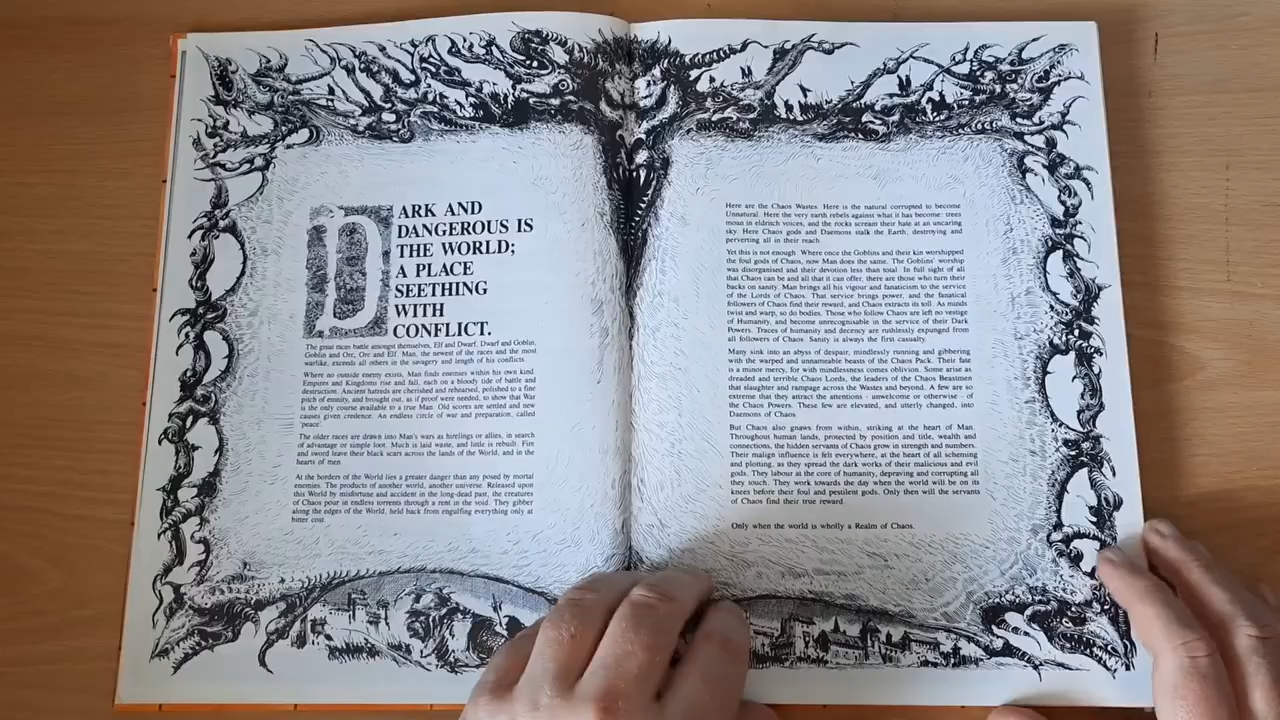 DARK AND
DANGEROUS IS
THE WORLD;
A PLACE
SEETHING
WITH
CONFLICT.
The great races battle amongst themselves, Elf and Dwarf, Dwarf and Goblin,
Goblin and Orc, Orc and Elf. Man, the newest of the races and the most
warlike, exceeds all others in the savagery and length of his conflicts.
Where no outside enemy exists, Man finds enemies within his own kind.
Empires and Kingdoms rise and fall, each on a bloody tide of battle and
destruction. Ancient hatreds are cherished and rehearsed, polished to a fine
pitch of enmity, and brought out, as if proof were needed, to show that War
is the only course available to a true Man. Old scores are settled and new
causes given credence. An endless circle of war and preparation, called
'peace'.
The older races are drawn into Man's wars as hirelings or allies, in search
of advantage or simple loot. Much is laid waste, and little is rebuilt. Fire
and sword leave their black scars across the lands of the World, and in the
hearts of men.
At the borders of the World lies a greater danger than any posed by mortal
enemies. The products of another world, another universe. Released upon
this World by misfortune and accident in the long-dead past, the creatures
of Chaos pour in endless torrents through a rent in the void. They gibber
along the edges of the World, held back from engulfing everything only at
bitter cost.
Here are the Chaos Wastes. Here is the natural corrupted to become
Unnatural. Here the very earth rebels against what it has become: trees
moan in eldritch voices, and the rocks scream their hate at an uncaring
sky. Here Chaos gods and Daemons stalk the Earth, destroying and
perverting all in their reach.
Yet this is not enough. Where once the Goblins and their kin worshipped
the foul gods of Chaos, now Man does the same. The Goblins' worship
was disorganised and their devotion less than total. In full sight of all
that Chaos can be and all that it can offer, there are those who turn their
backs on sanity. Man brings all his vigour and fanaticism to the service
of the Lords of Chaos. That service brings power, and the fanatical
followers of Chaos find their reward, and Chaos extracts its toll. As minds
twist and warp, so do bodies. Those who follow Chaos are left no vestige
of Humanity, and become unrecognisable in the service of their Dark
Powers. Traces of humanity and decency are ruthlessly expunged from
all followers of Chaos. Sanity is always the first casualty.
Many sink into an abyss of despair, mindlessly running and gibbering
with the warped and unnameable beasts of the Chaos Pack. Their fate
is a minor mercy, for with mindlessness comes oblivion. Some arise as
dreaded and terrible Chaos Lords, the leaders of the Chaos Beastmen
that slaughter and rampage across the Wastes and beyond. A few are so
extreme that they attract the attentions - unwelcome or otherwise - of
the Chaos Powers. These few are elevated, and utterly changed, into
Daemons of Chaos.
But Chaos also gnaws from within, striking at the heart of Man.
Throughout human lands, protected by position and title, wealth and
connections, the hidden servants of Chaos grow in strength and numbers.
Their malign influence is felt everywhere, at the heart of all scheming
and plotting, as they spread the dark works of their malicious and evil
gods. They labour at the core of humanity, depraving and corrupting all
they touch. They work towards the day when the world will be on its
knees before their foul and pestilent gods. Only then will the servants
of Chaos find their true reward.
Only when the world is wholly a Realm of Chaos.